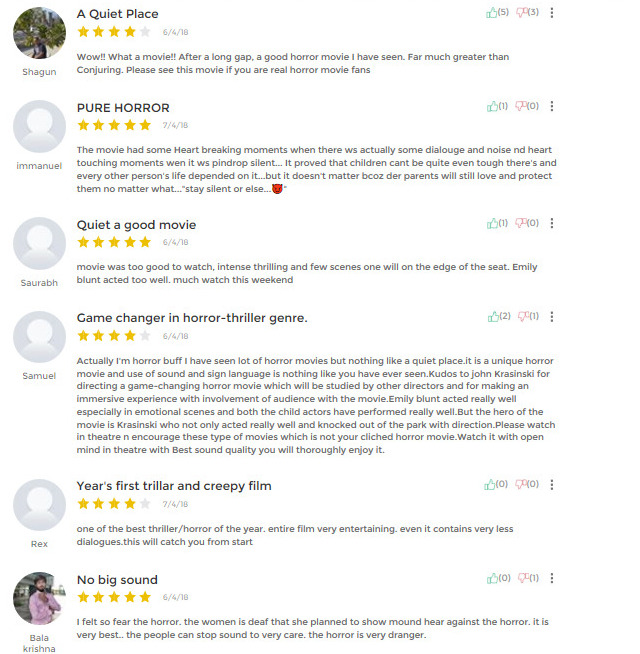 A Quiet Place
(5) (3)
6/4/18
Wow!! What a movie!! After a long gap, a good horror movie I have seen. Far much greater than
Conjuring. Please see this movie if you are real horror movie fans
Shagun
PURE HORROR
(1) (0)
7/4/18
The movie had some Heart breaking moments when there ws actually some dialouge and noise nd heart
touching moments wen it ws pindrop silent... It proved that children cant be quite even tough there's and
every other person's life depended on it...but it doesn't matter bcoz der parents will still love and protect
them no matter what..."stay silent or else...👹"
immanuel
Quiet a good movie
(1) (0)
6/4/18
movie was too good to watch, intense thrilling and few scenes one will on the edge of the seat. Emily
blunt acted too well. much watch this weekend
Saurabh
Game changer in horror-thriller genre.
(2) (1)
6/4/18
Actually I'm horror buff I have seen lot of horror movies but nothing like a quiet place.it is a unique horror
movie and use of sound and sign language is nothing like you have ever seen.Kudos to john Krasinski for
directing a game-changing horror movie which will be studied by other directors and for making an
immersive experience with involvement of audience with the movie.Emily blunt acted really well
especially in emotional scenes and both the child actors have performed really well.But the hero of the
movie is Krasinski who not only acted really well and knocked out of the park with direction.Please watch
in theatre n encourage these type of movies which is not your cliched horror movie.Watch it with open
mind in theatre with Best sound quality you will thoroughly enjoy it.
Samuel
Year's first trillar and creepy film
(0) (0)
7/4/18
one of the best thriller/horror of the year. entire film very entertaining. even it contains very less
dialogues.this will catch you from start
Rex
No big sound
(0) (1)
6/4/18
I felt so fear the horror. the women is deaf that she planned to show mound hear against the horror. it is
very best.. the people can stop sound to very care. the horror is very dranger.
Bala
krishna